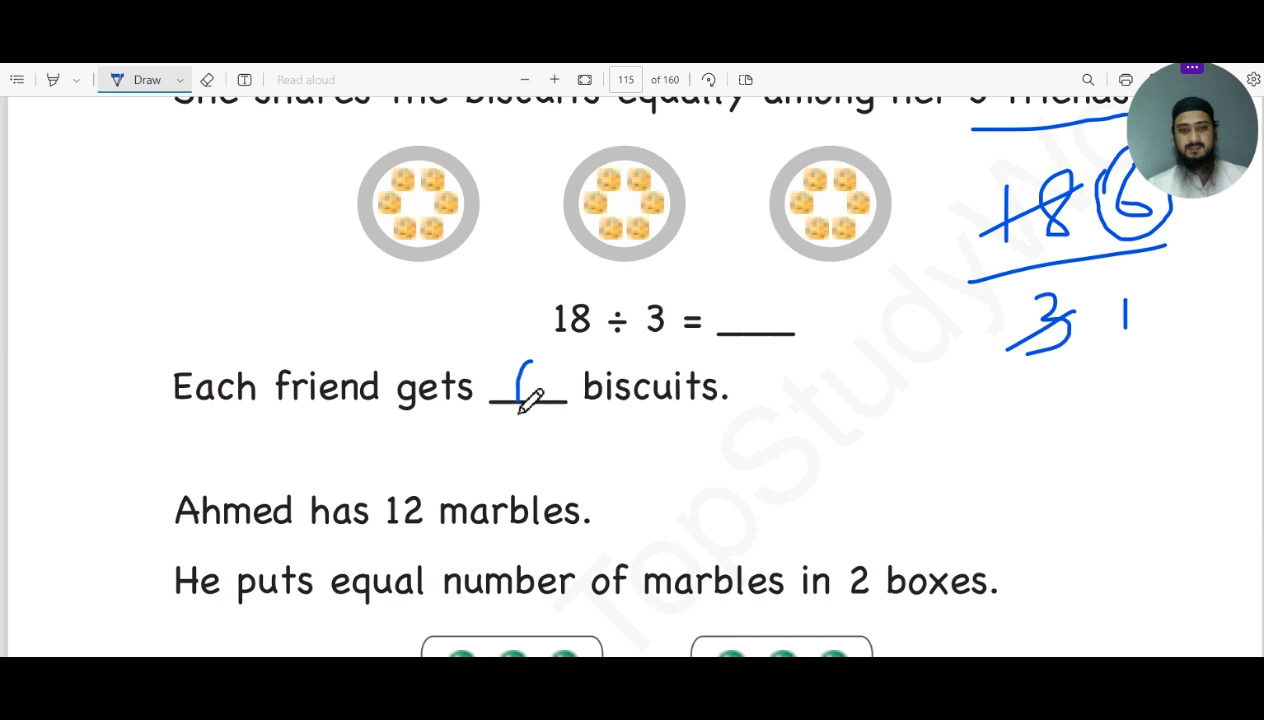 Draw
Read aloud
115 of 160
She shares the biscuits equally among her 3 friends
18 6
3 1
18 ÷ 3 = ____
Each friend gets ____ biscuits.
Ahmed has 12 marbles.
He puts equal number of marbles in 2 boxes.
TopStudyWo